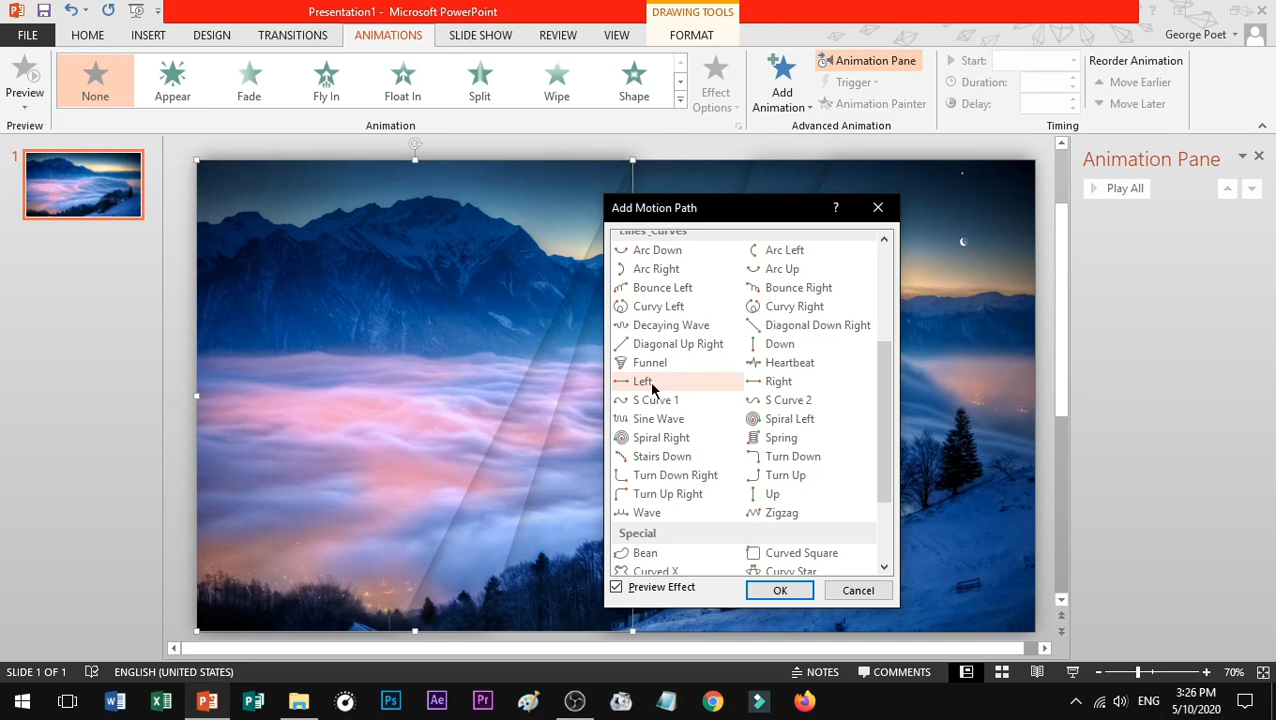 Presentation1 - Microsoft PowerPoint
DRAWING TOOLS
?
FILE HOME INSERT DESIGN TRANSITIONS ANIMATIONS SLIDE SHOW REVIEW VIEW FORMAT George Poet
Preview
None Appear Fade Fly In Float In Split Wipe Shape
Effect Options
Add Animation
Animation Pane
Trigger
Animation Painter
Start:
Duration:
Delay:
Reorder Animation
Move Earlier
Move Later
Preview Animation Advanced Animation Timing
1
Animation Pane
Play All
Add Motion Path ?
Lines_Curves
Arc Down Arc Left
Arc Right Arc Up
Bounce Left Bounce Right
Curvy Left Curvy Right
Decaying Wave Diagonal Down Right
Diagonal Up Right Down
Funnel Heartbeat
Left Right
S Curve 1 S Curve 2
Sine Wave Spiral Left
Spiral Right Spring
Stairs Down Turn Down
Turn Down Right Turn Up
Turn Up Right Up
Wave Zigzag
Special
Bean Curved Square
Curved X Curvy Star
Preview Effect OK Cancel
SLIDE 1 OF 1 ENGLISH (UNITED STATES) NOTES COMMENTS 70%
W X P P Ps Ae Pr ENG
3:26 PM
5/10/2020